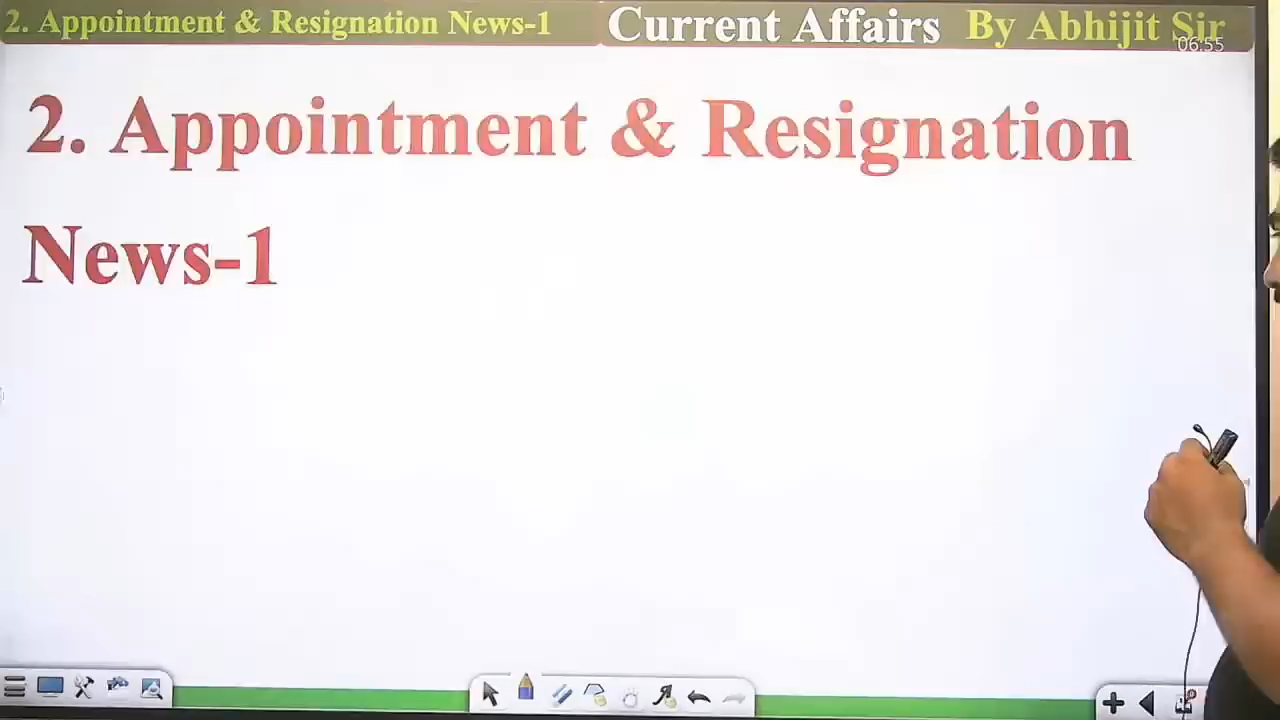 2. Appointment & Resignation News-1
Current Affairs
By Abhijit Sir
06:55
2. Appointment & Resignation
News-1